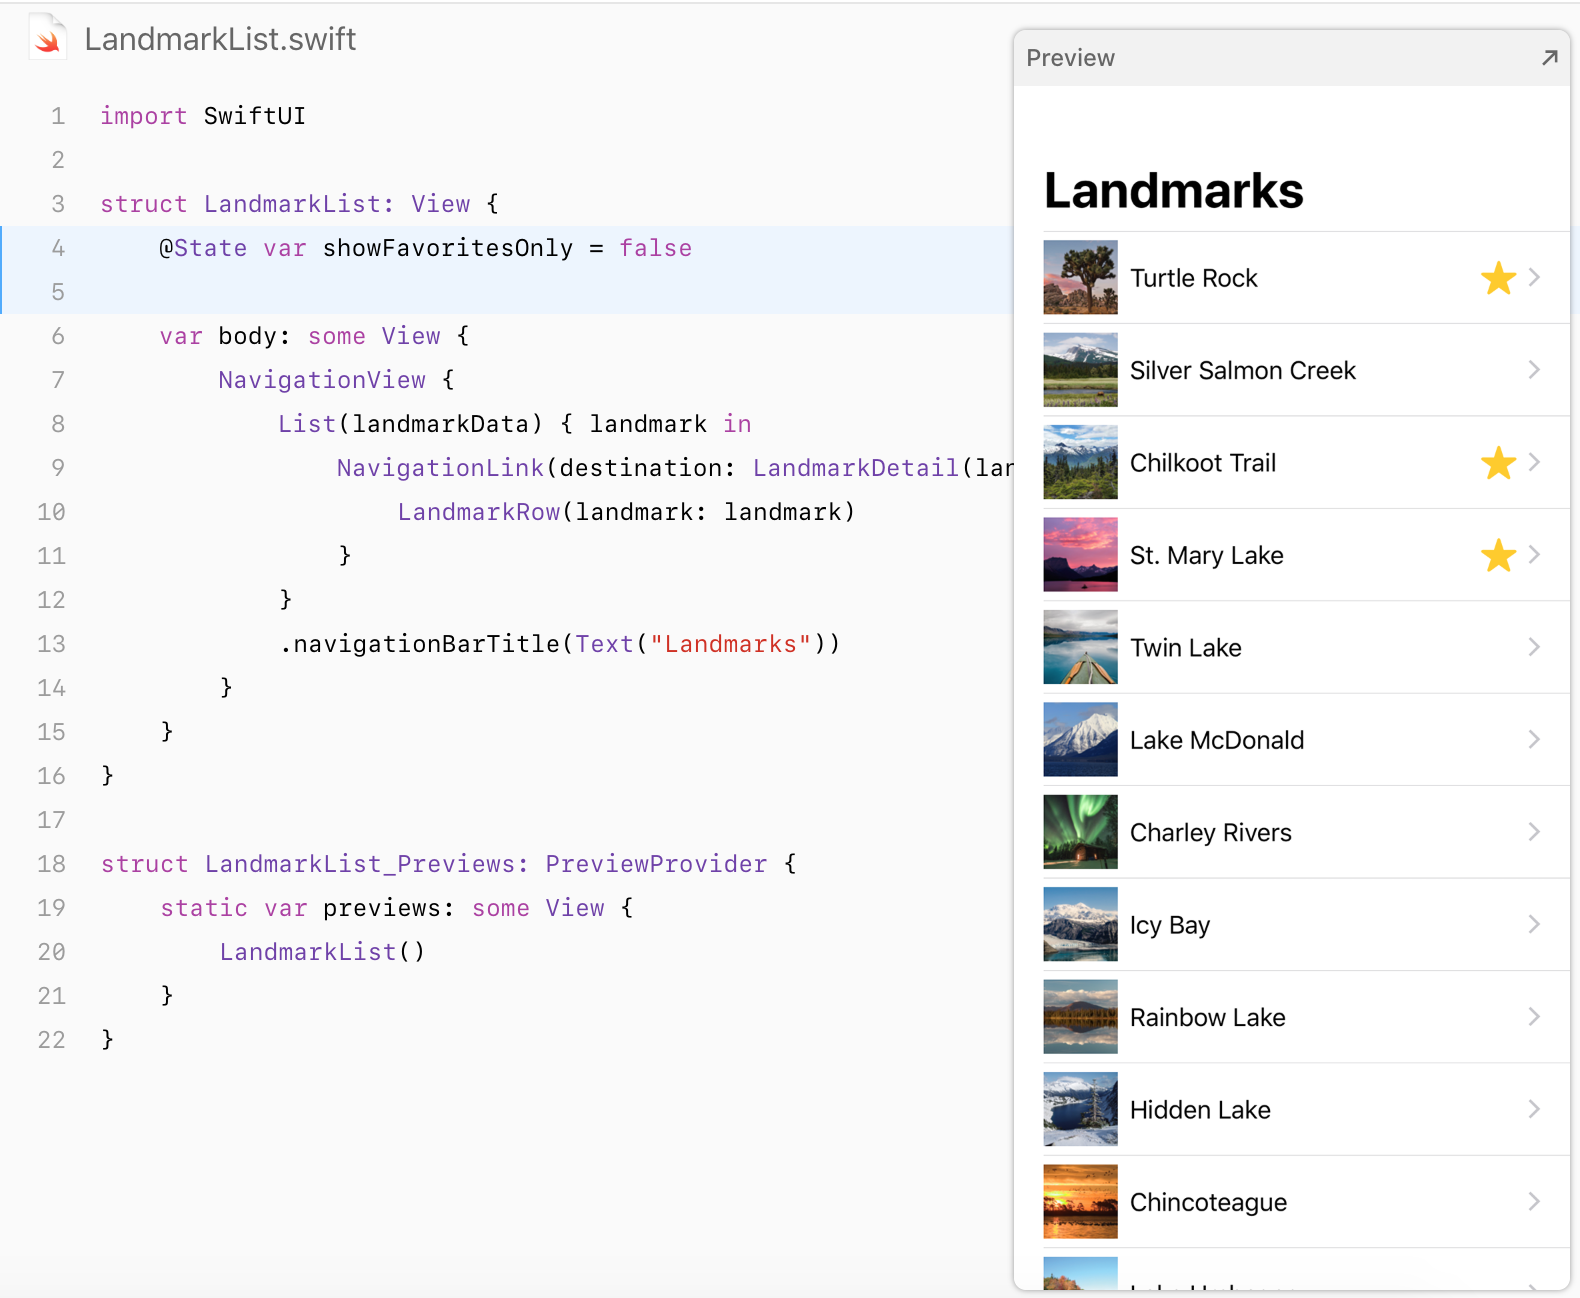 LandmarkList.swift
1 import SwiftUI
2
3 struct LandmarkList: View {
4 @State var showFavoritesOnly = false
5
6 var body: some View {
7 NavigationView {
8 List(landmarkData) { landmark in
9 NavigationLink(destination: LandmarkDetail(lan
10 LandmarkRow(landmark: landmark)
11 }
12 }
13 .navigationBarTitle(Text("Landmarks"))
14 }
15 }
16 }
17
18 struct LandmarkList_Previews: PreviewProvider {
19 static var previews: some View {
20 LandmarkList()
21 }
22 }
Preview
Landmarks
Turtle Rock
Silver Salmon Creek
Chilkoot Trail
St. Mary Lake
Twin Lake
Lake McDonald
Charley Rivers
Icy Bay
Rainbow Lake
Hidden Lake
Chincoteague